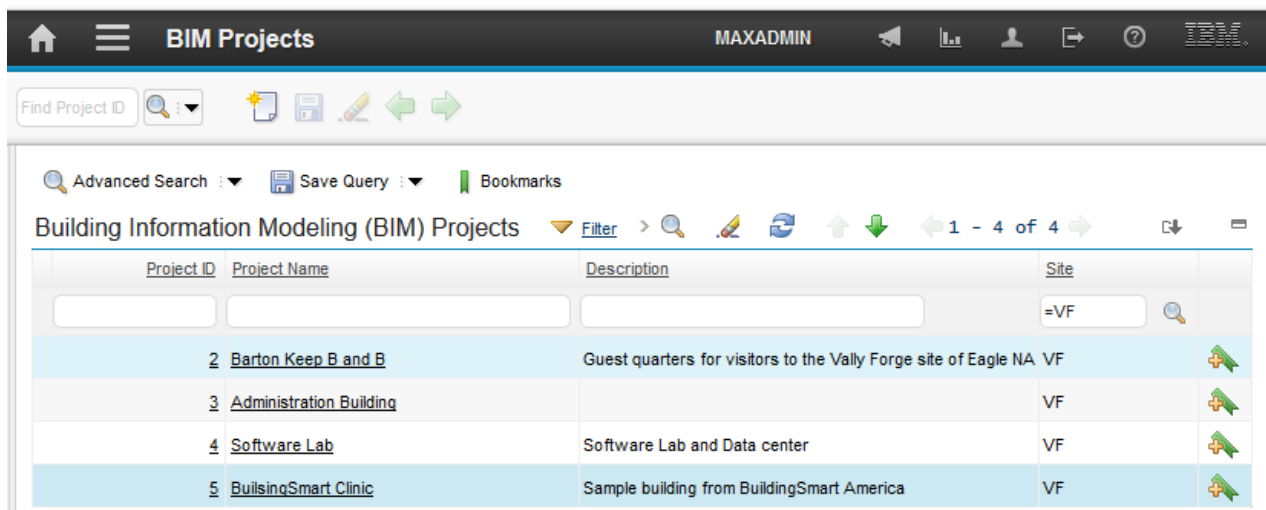 BIM Projects MAXADMIN IBM.
Find Project ID
Advanced Search Save Query Bookmarks
Building Information Modeling (BIM) Projects Filter > 1 - 4 of 4
Project ID Project Name Description Site
=VF
2 Barton Keep B and B Guest quarters for visitors to the Vally Forge site of Eagle NA VF
3 Administration Building VF
4 Software Lab Software Lab and Data center VF
5 BuilsingSmart Clinic Sample building from BuildingSmart America VF